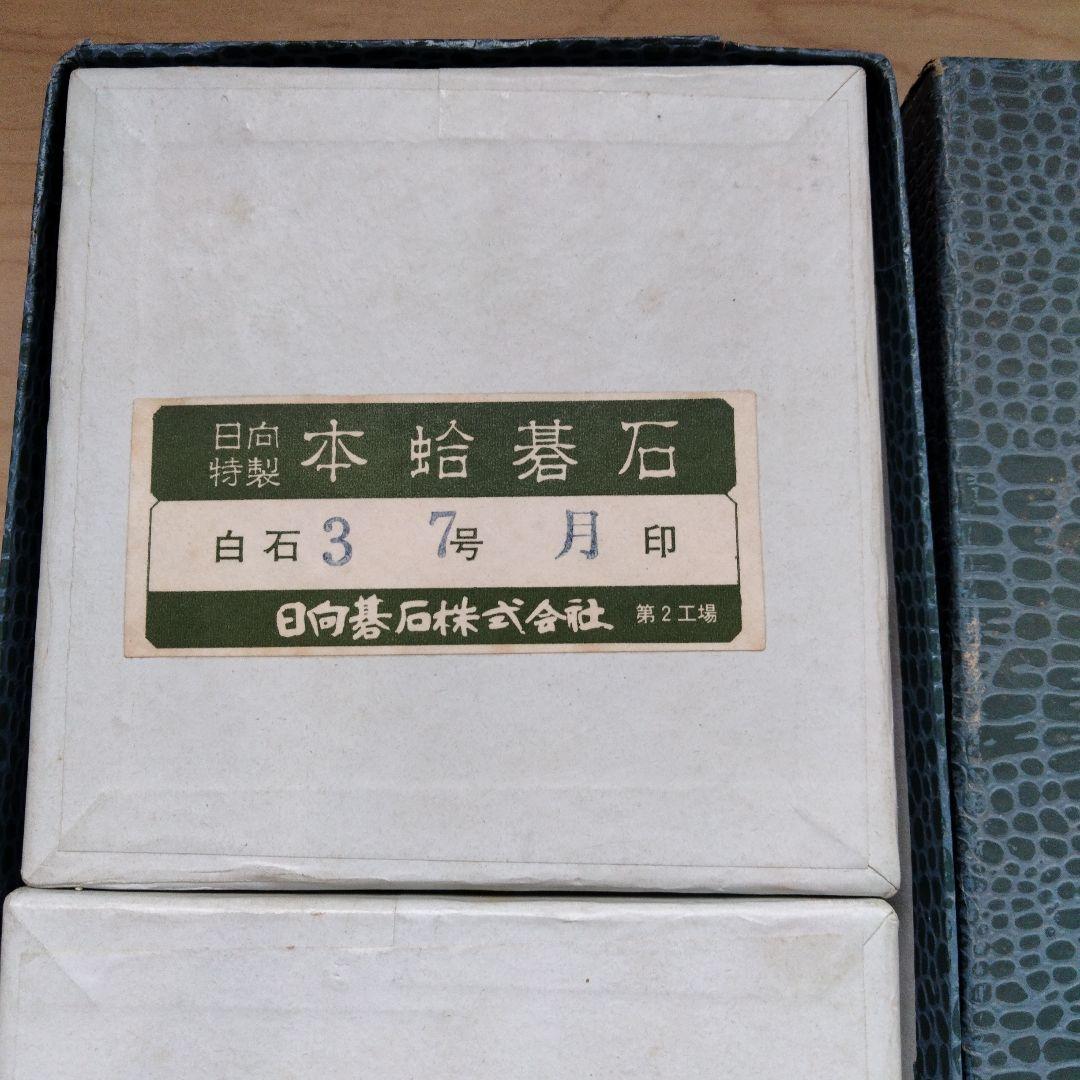 日向特製 本蛤碁石
白石 3 7号 月印
日向碁石株式会社 第2工場